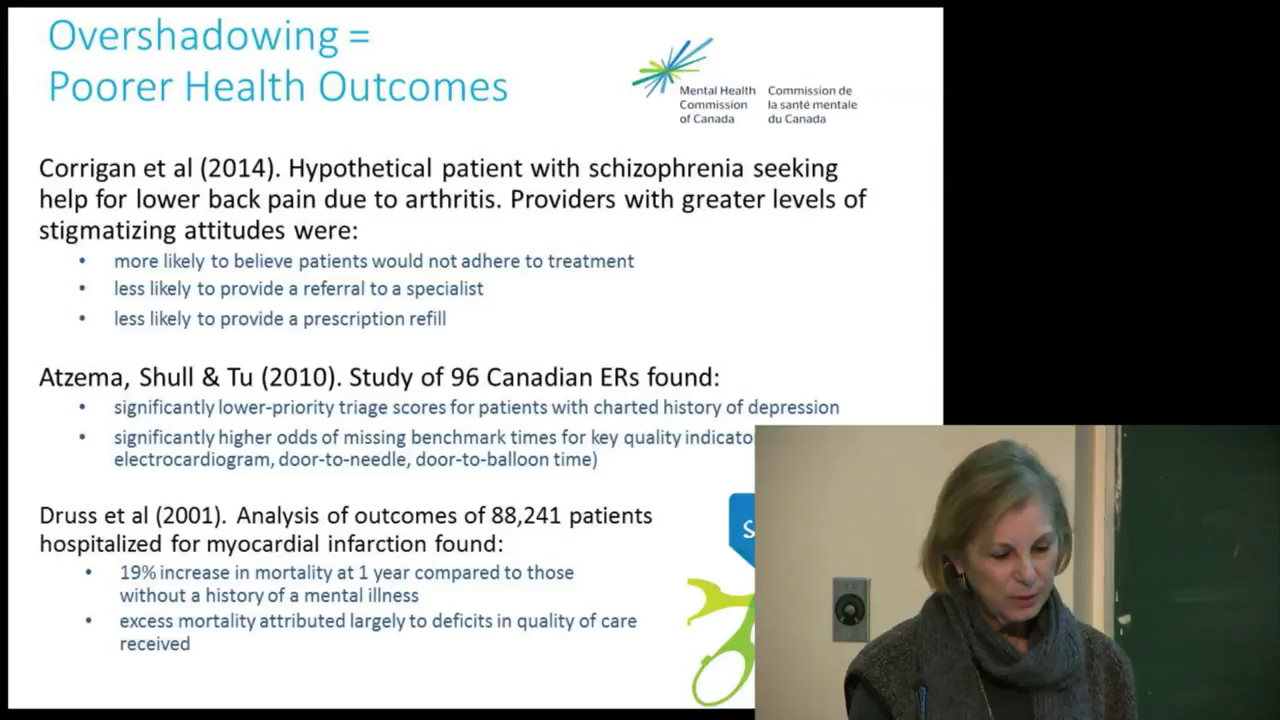 Overshadowing =
Poorer Health Outcomes
Mental Health
Commission
of Canada
Commission de
la santé mentale
du Canada
Corrigan et al (2014). Hypothetical patient with schizophrenia seeking
help for lower back pain due to arthritis. Providers with greater levels of
stigmatizing attitudes were:
• more likely to believe patients would not adhere to treatment
• less likely to provide a referral to a specialist
• less likely to provide a prescription refill
Atzema, Shull & Tu (2010). Study of 96 Canadian ERs found:
• significantly lower-priority triage scores for patients with charted history of depression
• significantly higher odds of missing benchmark times for key quality indicato
electrocardiogram, door-to-needle, door-to-balloon time)
Druss et al (2001). Analysis of outcomes of 88,241 patients
hospitalized for myocardial infarction found:
• 19% increase in mortality at 1 year compared to those
without a history of a mental illness
• excess mortality attributed largely to deficits in quality of care
received
S